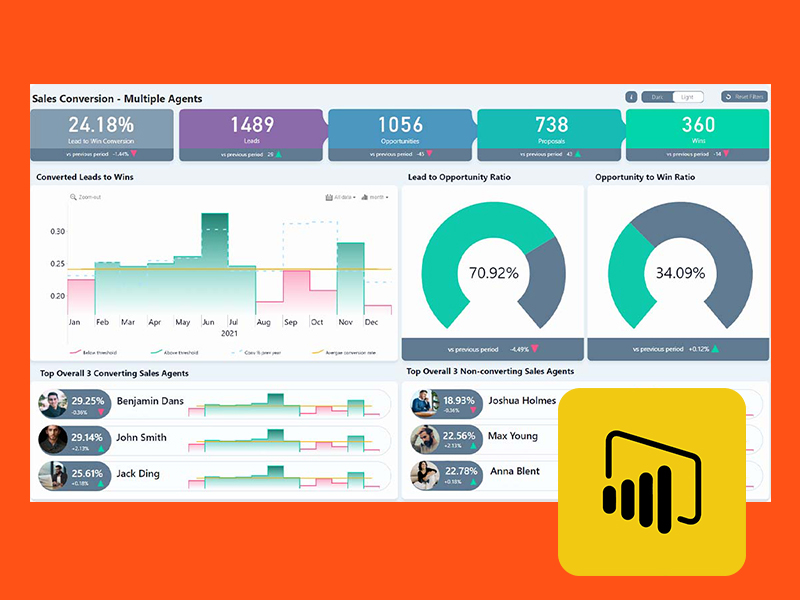 Sales Conversion - Multiple Agents
i
Dark
Light
Reset Filters
24.18%
Lead to Win Conversion
vs previous period -1.44%
1489
Leads
vs previous period 28
1056
Opportunities
vs previous period -45
738
Proposals
vs previous period 43
360
Wins
vs previous period -14
Converted Leads to Wins
Zoom-out
All data
month
0.30
0.25
0.20
Jan Feb Mar Apr May Jun Jul Aug Sep Oct Nov Dec
2021
Below threshold
Above threshold
Average conversion rate
Lead to Opportunity Ratio
70.92%
vs previous period -4.49%
Opportunity to Win Ratio
34.09%
vs previous period +0.12%
Top Overall 3 Converting Sales Agents
29.25%
-0.36%
Benjamin Dans
29.14%
+2.13%
John Smith
25.61%
+0.18%
Jack Ding
Top Overall 3 Non-converting Sales Agents
18.93%
-0.36%
Joshua Holmes
22.56%
+2.13%
Max Young
22.78%
+0.18%
Anna Blent